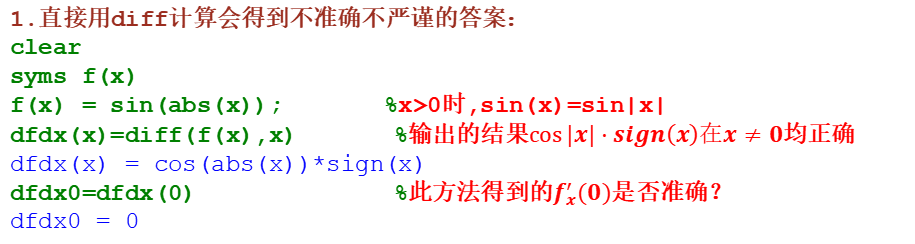 1.直接用diff计算会得到不准确不严谨的答案：
clear
syms f(x)
f(x) = sin(abs(x)); %x>0时,sin(x)=sin|x|
dfdx(x)=diff(f(x),x) %输出的结果cos|x|·sign(x)在x≠0均正确
dfdx(x) = cos(abs(x))*sign(x)
dfdx0=dfdx(0) %此方法得到的f′ₓ(0)是否准确？
dfdx0 = 0